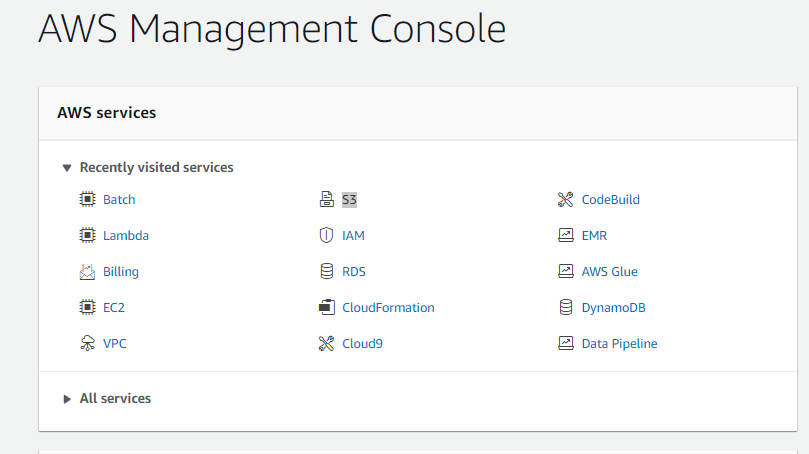 AWS Management Console
AWS services
Recently visited services
Batch S3 CodeBuild
Lambda IAM EMR
Billing RDS AWS Glue
EC2 CloudFormation DynamoDB
VPC Cloud9 Data Pipeline
All services